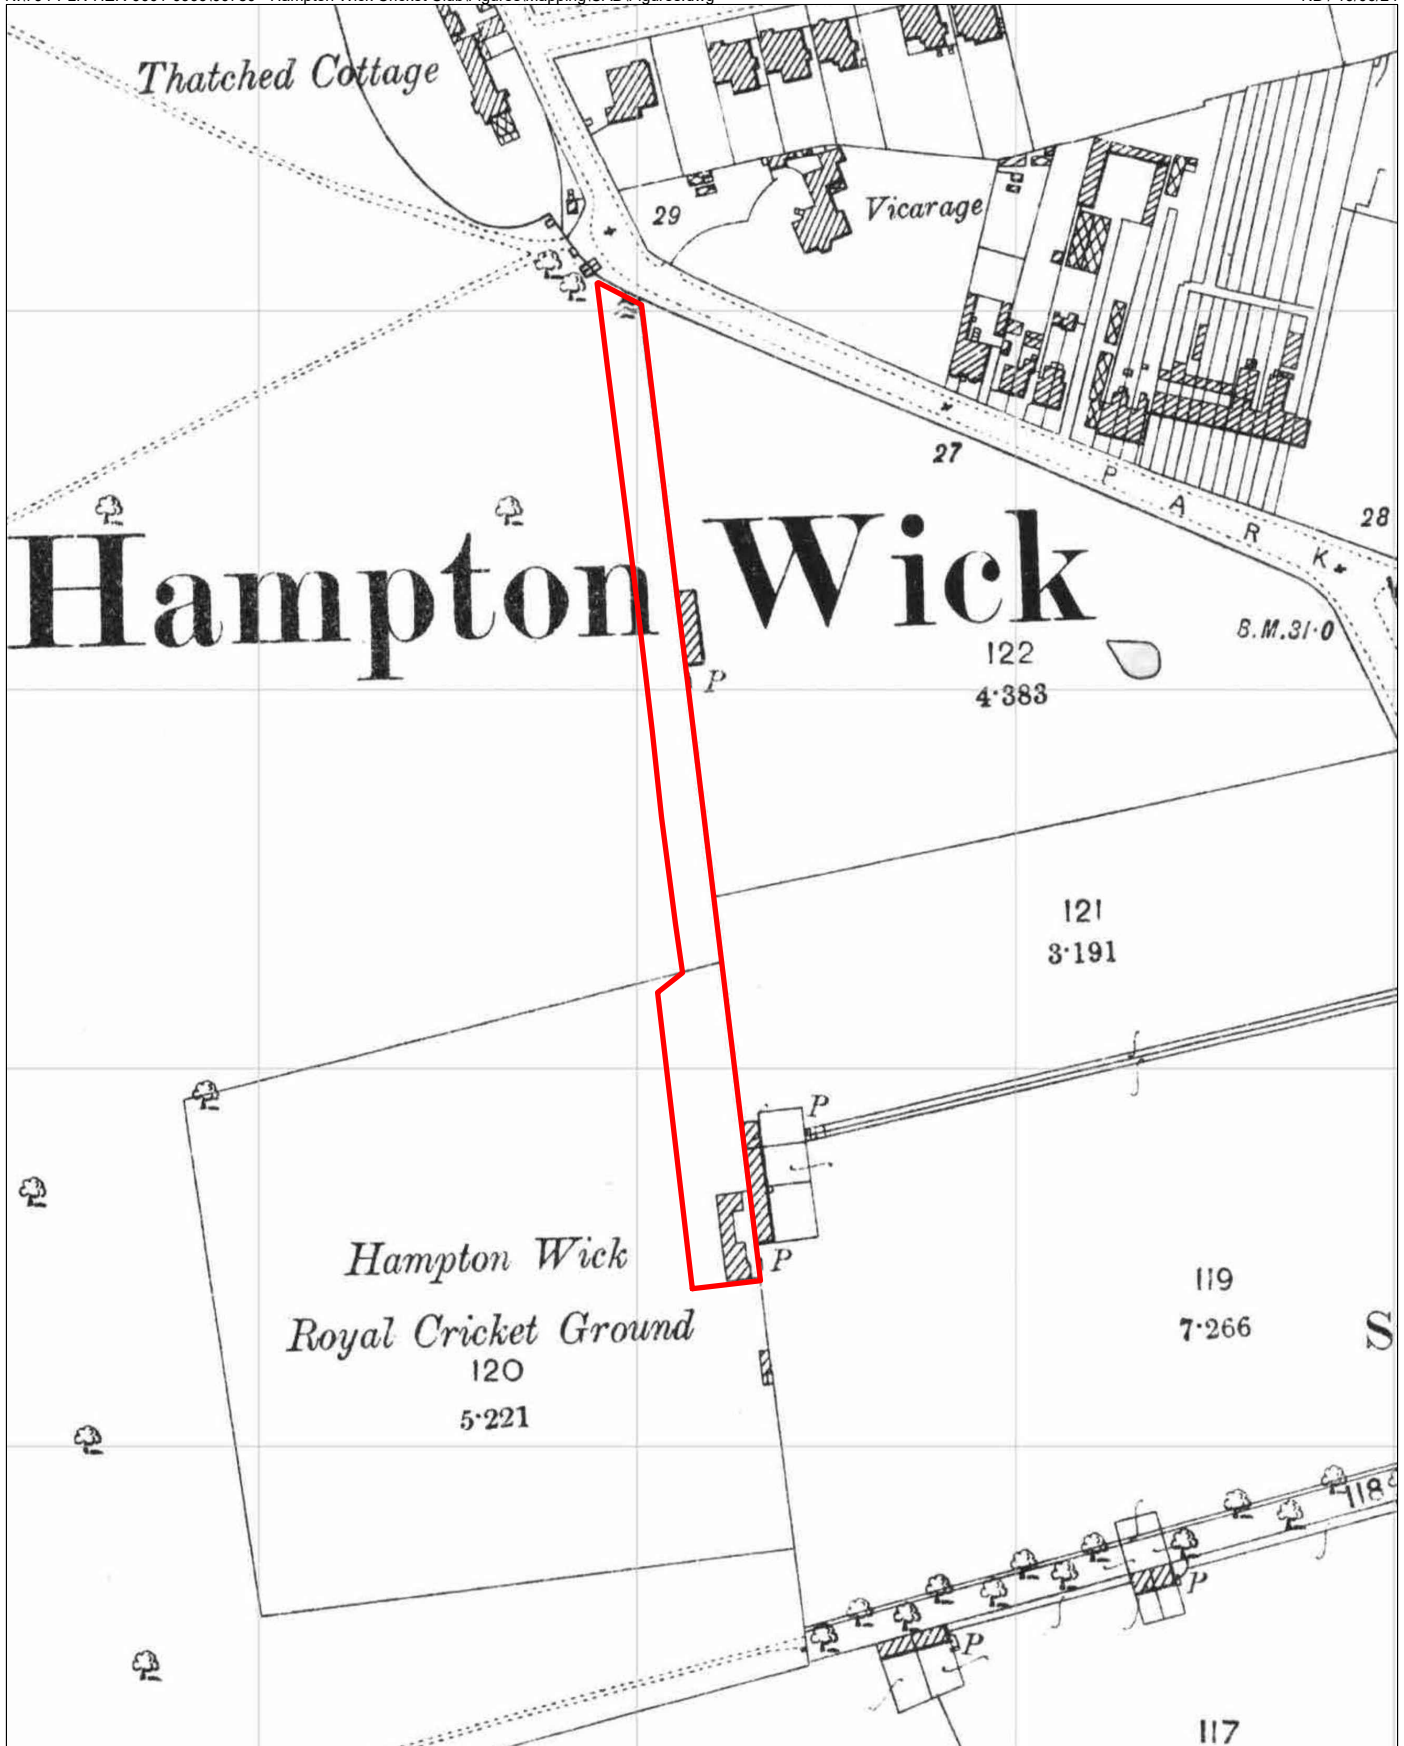 Thatched Cottage
29
Vicarage
27
P A R K
28
Hampton Wick
B.M.31·0
122
4·383
P
121
3·191
P
P
Hampton Wick
Royal Cricket Ground
120
5·221
119
7·266
S
118
P
P
117